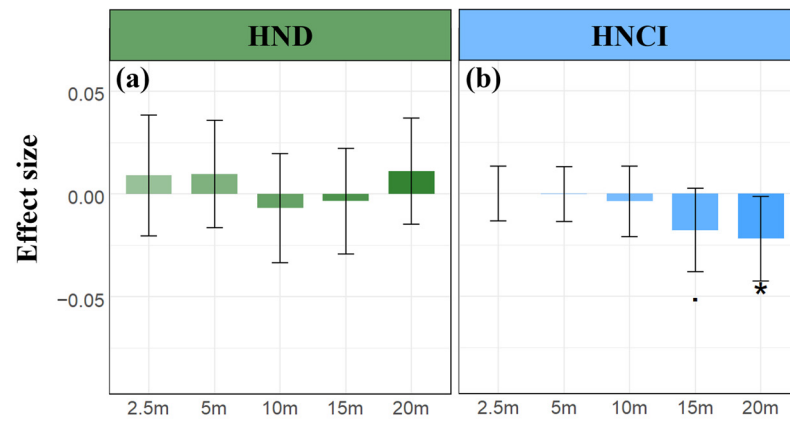 HND HNCI
(a) (b)
Effect size
0.05
0.00
−0.05
*
2.5m 5m 10m 15m 20m 2.5m 5m 10m 15m 20m